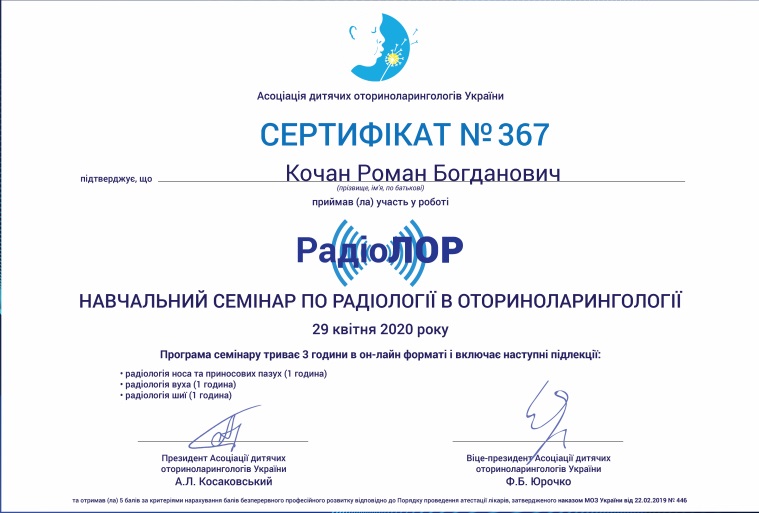 Асоціація дитячих оториноларингологів України
СЕРТИФІКАТ № 367
підтверджує, що Кочан Роман Богданович
(прізвище, ім'я, по батькові)
приймав (ла) участь у роботі
РадіоЛОР
НАВЧАЛЬНИЙ СЕМІНАР ПО РАДІОЛОГІЇ В ОТОРИНОЛАРИНГОЛОГІЇ
29 квітня 2020 року
Програма семінару триває 3 години в он-лайн форматі і включає наступні підлекції:
• радіологія носа та приносових пазух (1 година)
• радіологія вуха (1 година)
• радіологія шиї (1 година)
Президент Асоціації дитячих
оториноларингологів України
А.Л. Косаковський
Віце-президент Асоціації дитячих
оториноларингологів України
Ф.Б. Юрочко
та отримав (ла) 5 балів за критеріями нарахування балів безперервного професійного розвитку відповідно до Порядку проведення атестації лікарів, затвердженого наказом МОЗ України від 22.02.2019 № 446